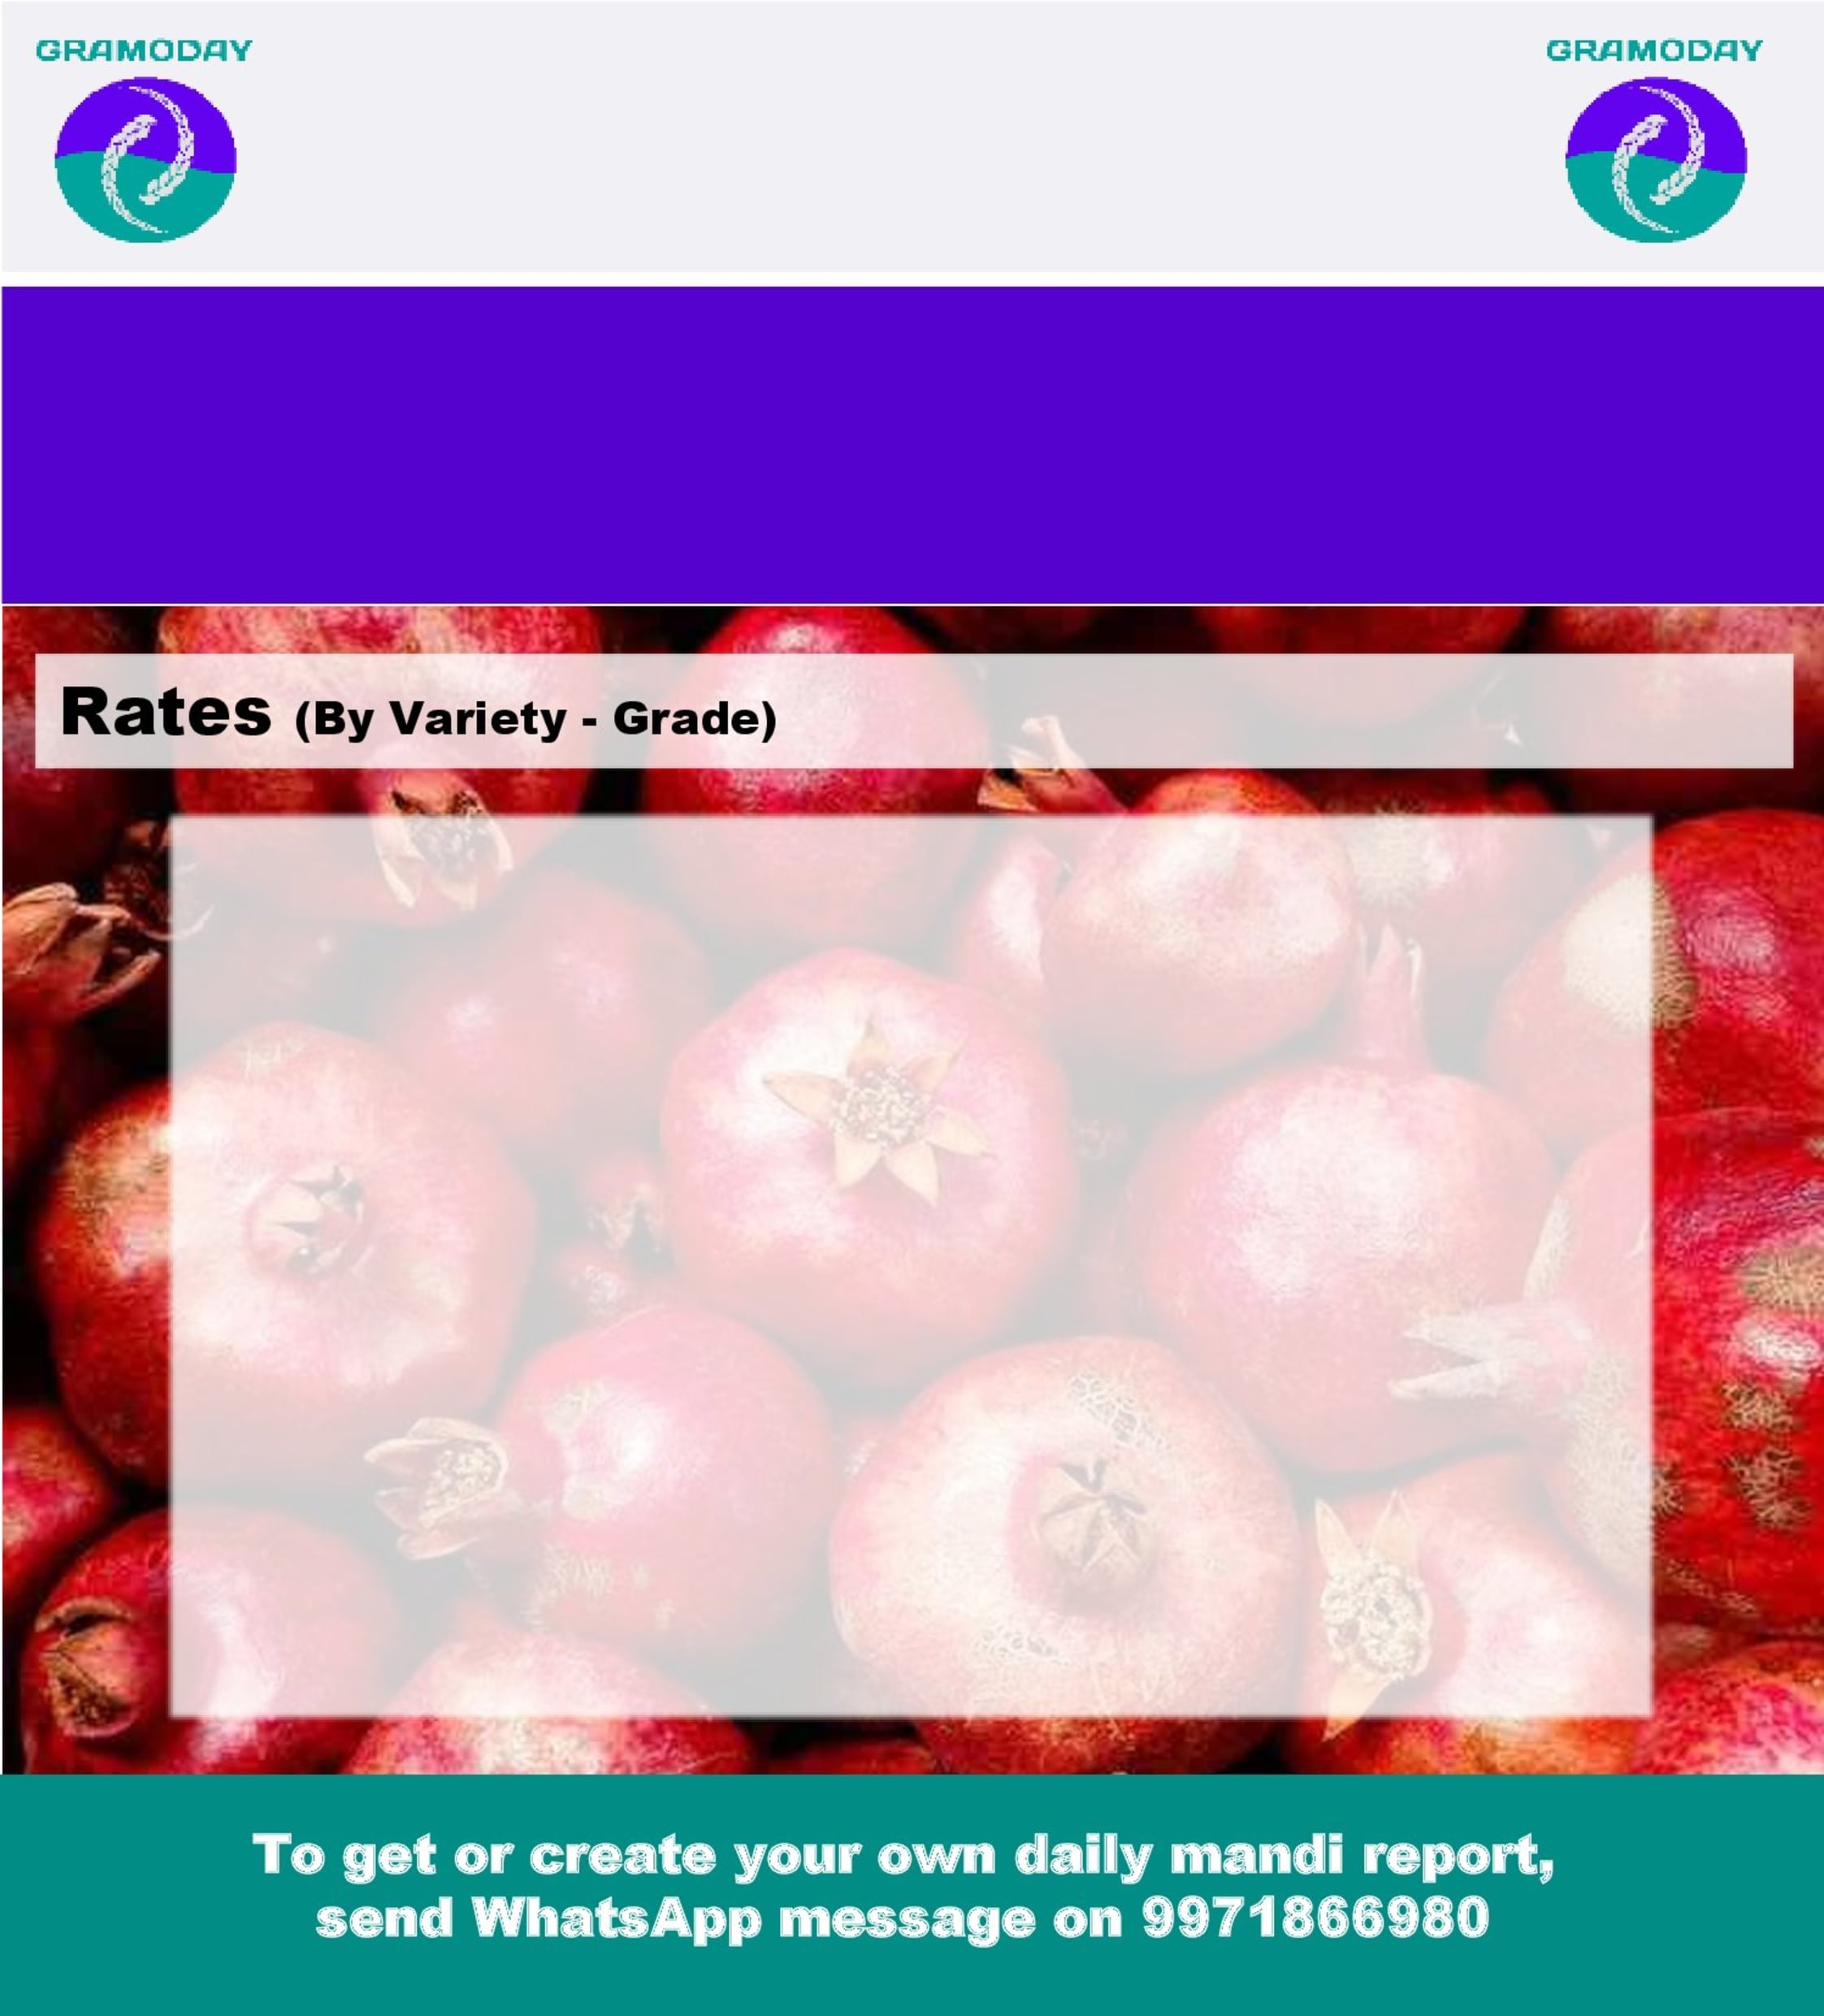 GRAMODAY
GRAMODAY
Rates (By Variety - Grade)
To get or create your own daily mandi report,
send WhatsApp message on 9971866980